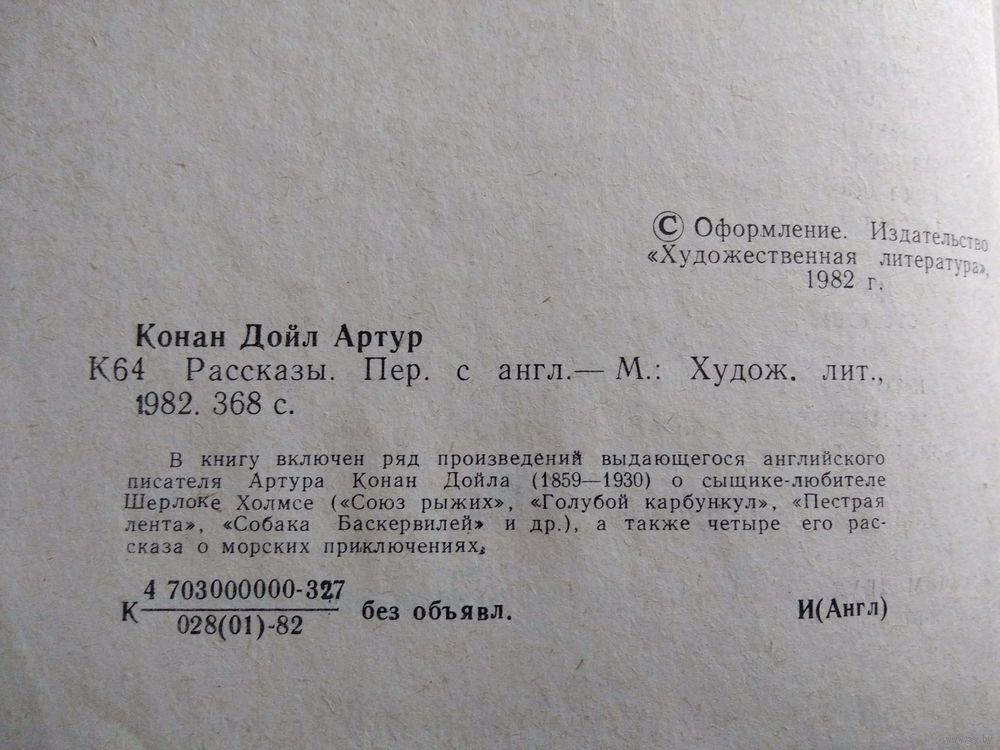 © Оформление. Издательство
«Художественная литература»,
1982 г.
Конан Дойл Артур
К64 Рассказы. Пер. с англ.— М.: Худож. лит.,
1982. 368 с.
В книгу включен ряд произведений выдающегося английского
писателя Артура Конан Дойла (1859—1930) о сыщике-любителе
Шерлоке Холмсе («Союз рыжих», «Голубой карбункул», «Пестрая
лента», «Собака Баскервилей» и др.), а также четыре его рас-
сказа о морских приключениях.
К 4 703000000-327 без объявл. И(Англ)
028(01)-82